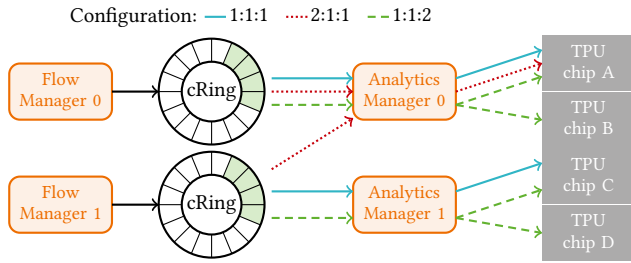 Configuration: 1:1:1 2:1:1 1:1:2
Flow
Manager 0
cRing
Analytics
Manager 0
TPU
chip A
TPU
chip B
Flow
Manager 1
cRing
Analytics
Manager 1
TPU
chip C
TPU
chip D